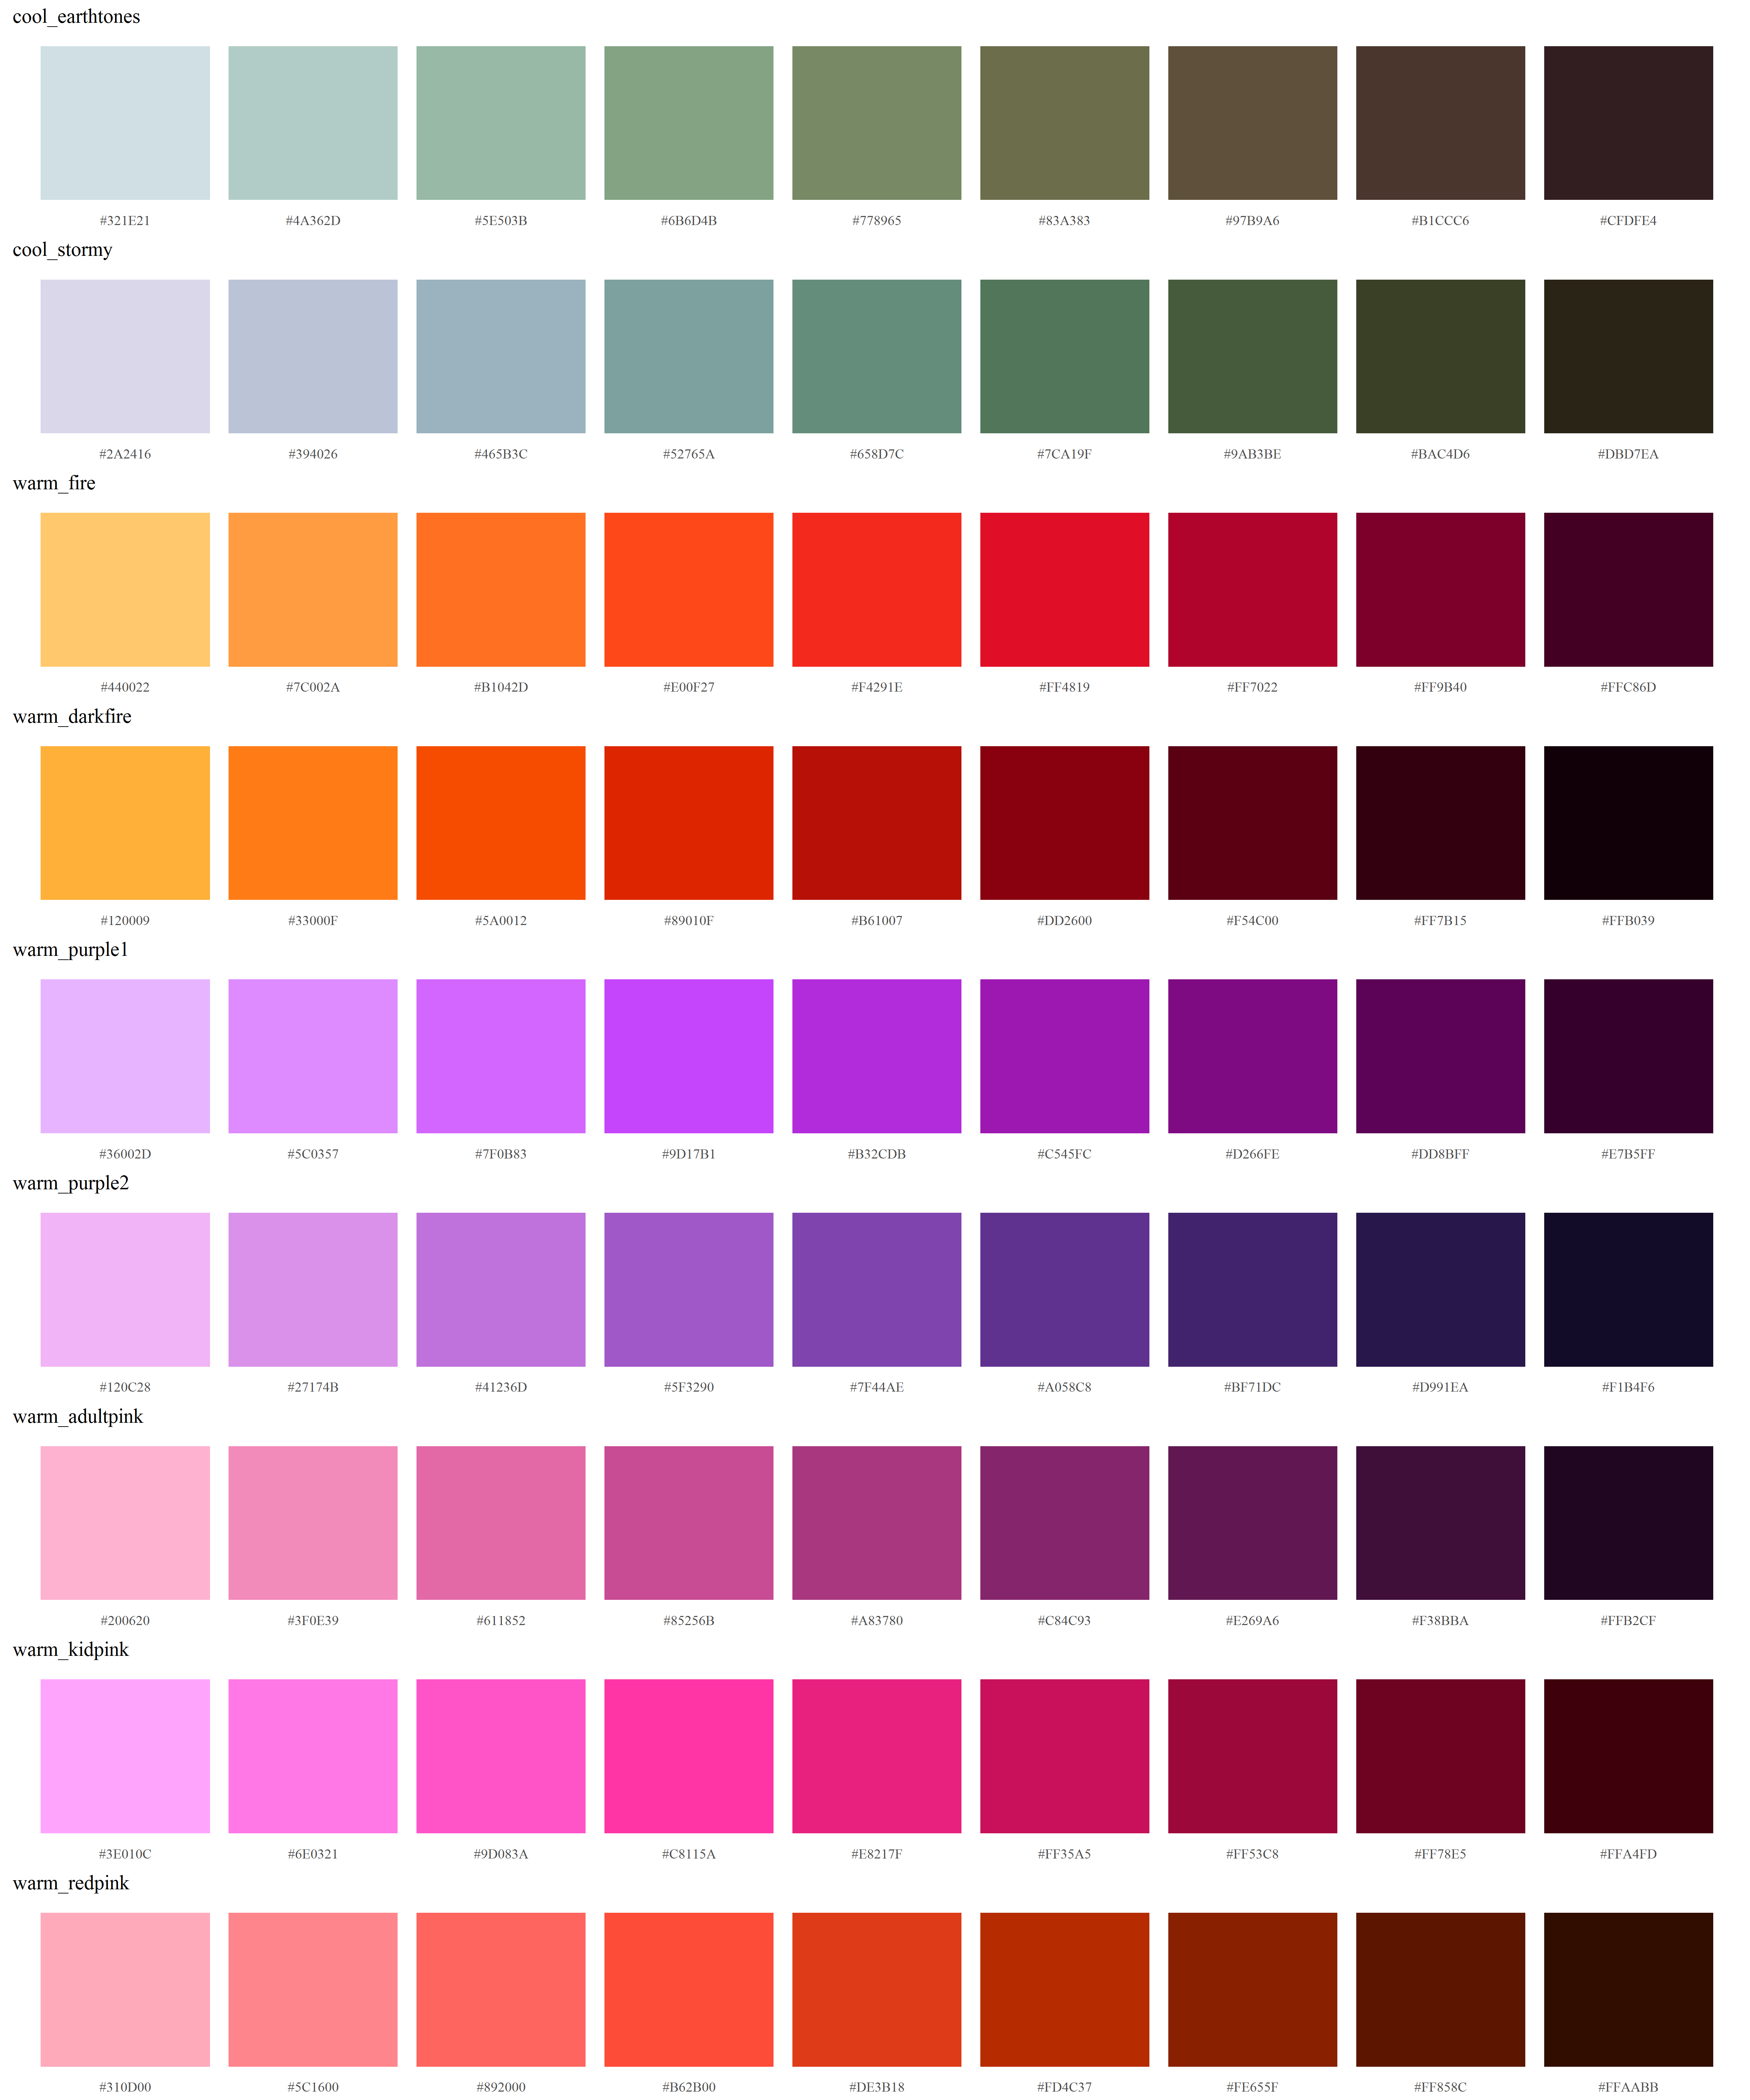 cool_earthtones
#321E21 #4A362D #5E503B #6B6D4B #778965 #83A383 #97B9A6 #B1CCC6 #CFDFE4
cool_stormy
#2A2416 #394026 #465B3C #52765A #658D7C #7CA19F #9AB3BE #BAC4D6 #DBD7EA
warm_fire
#440022 #7C002A #B1042D #E00F27 #F4291E #FF4819 #FF7022 #FF9B40 #FFC86D
warm_darkfire
#120009 #33000F #5A0012 #89010F #B61007 #DD2600 #F54C00 #FF7B15 #FFB039
warm_purple1
#36002D #5C0357 #7F0B83 #9D17B1 #B32CDB #C545FC #D266FE #DD8BFF #E7B5FF
warm_purple2
#120C28 #27174B #41236D #5F3290 #7F44AE #A058C8 #BF71DC #D991EA #F1B4F6
warm_adultpink
#200620 #3F0E39 #611852 #85256B #A83780 #C84C93 #E269A6 #F38BBA #FFB2CF
warm_kidpink
#3E010C #6E0321 #9D083A #C8115A #E8217F #FF35A5 #FF53C8 #FF78E5 #FFA4FD
warm_redpink
#310D00 #5C1600 #892000 #B62B00 #DE3B18 #FD4C37 #FE655F #FF858C #FFAABB